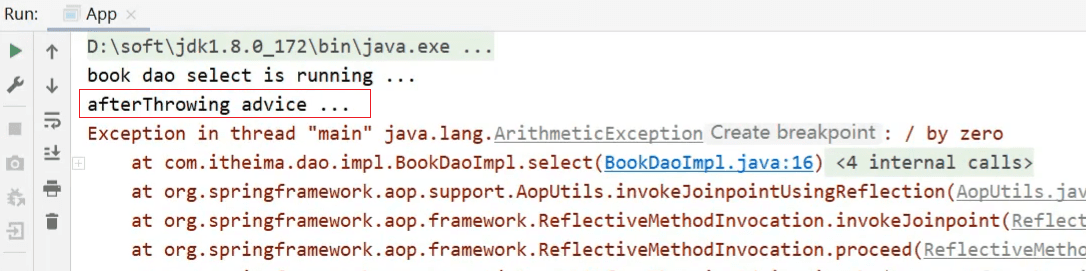 Run: App
D:\soft\jdk1.8.0_172\bin\java.exe ...
book dao select is running ...
afterThrowing advice ...
Exception in thread "main" java.lang.ArithmeticException Create breakpoint : / by zero
at com.itheima.dao.impl.BookDaoImpl.select(BookDaoImpl.java:16) <4 internal calls>
at org.springframework.aop.support.AopUtils.invokeJoinpointUsingReflection(AopUtils.jav
at org.springframework.aop.framework.ReflectiveMethodInvocation.invokeJoinpoint(Reflect
at org.springframework.aop.framework.ReflectiveMethodInvocation.proceed(ReflectiveMetho